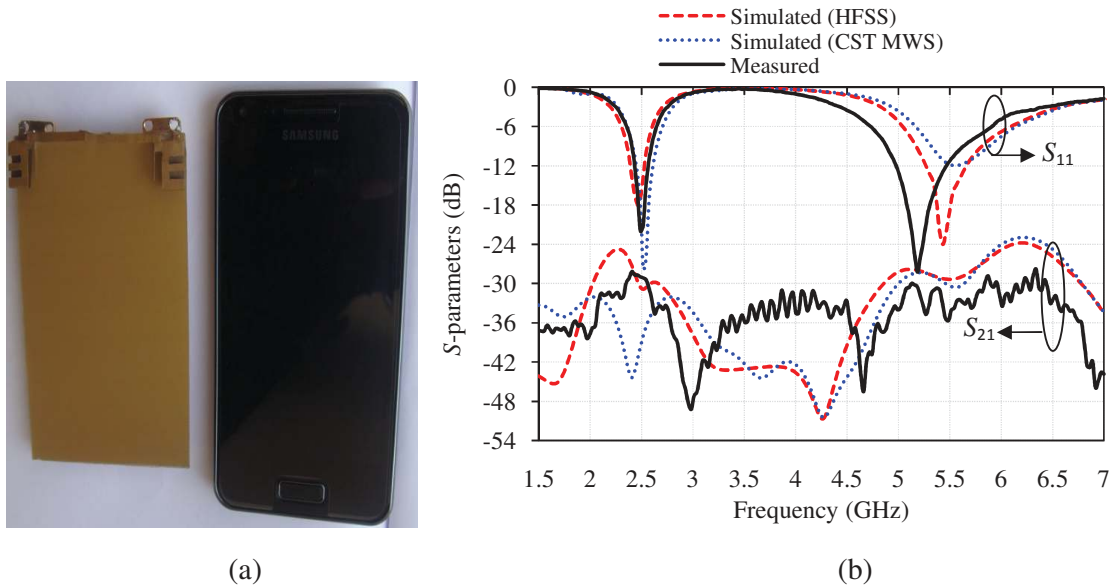 Simulated (HFSS)
Simulated (CST MWS)
Measured
SAMSUNG
0
-6
-12
-18
-24
-30
-36
-42
-48
-54
S-parameters (dB)
S11
S21
1.5 2 2.5 3 3.5 4 4.5 5 5.5 6 6.5 7
Frequency (GHz)
(a)
(b)